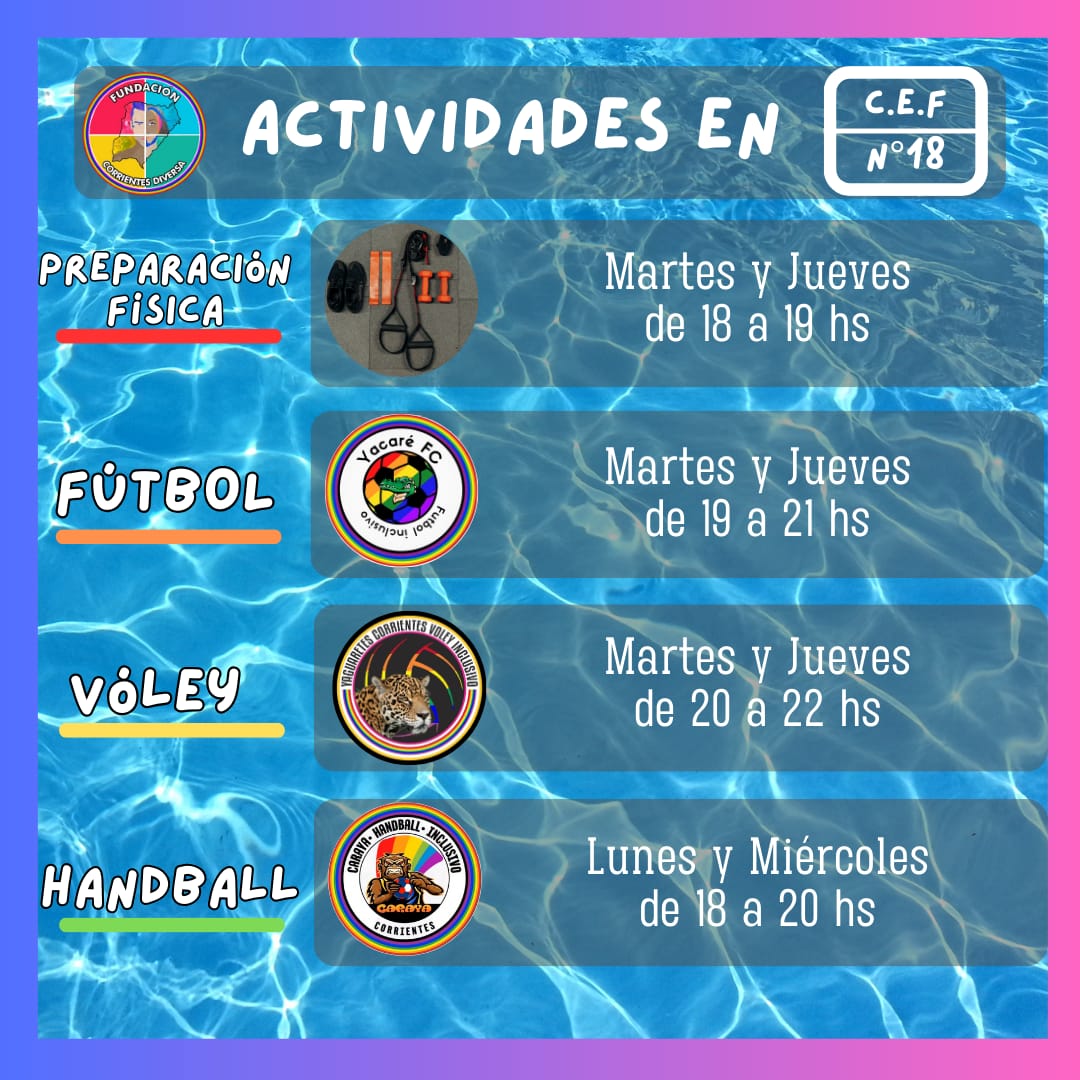 FUNDACIÓN
CORRIENTES DIVERSA
ACTIVIDADES EN
C.E.F
N°18
PREPARACIÓN
FÍSICA
Martes y Jueves
de 18 a 19 hs
FÚTBOL
Yacaré FC
Futbol inclusivo
Martes y Jueves
de 19 a 21 hs
VÓLEY
YAGUARETES CORRIENTES VOLEY INCLUSIVO
Martes y Jueves
de 20 a 22 hs
HANDBALL
CARAYA • HANDBALL • INCLUSIVO
CARAYA
CORRIENTES
Lunes y Miércoles
de 18 a 20 hs